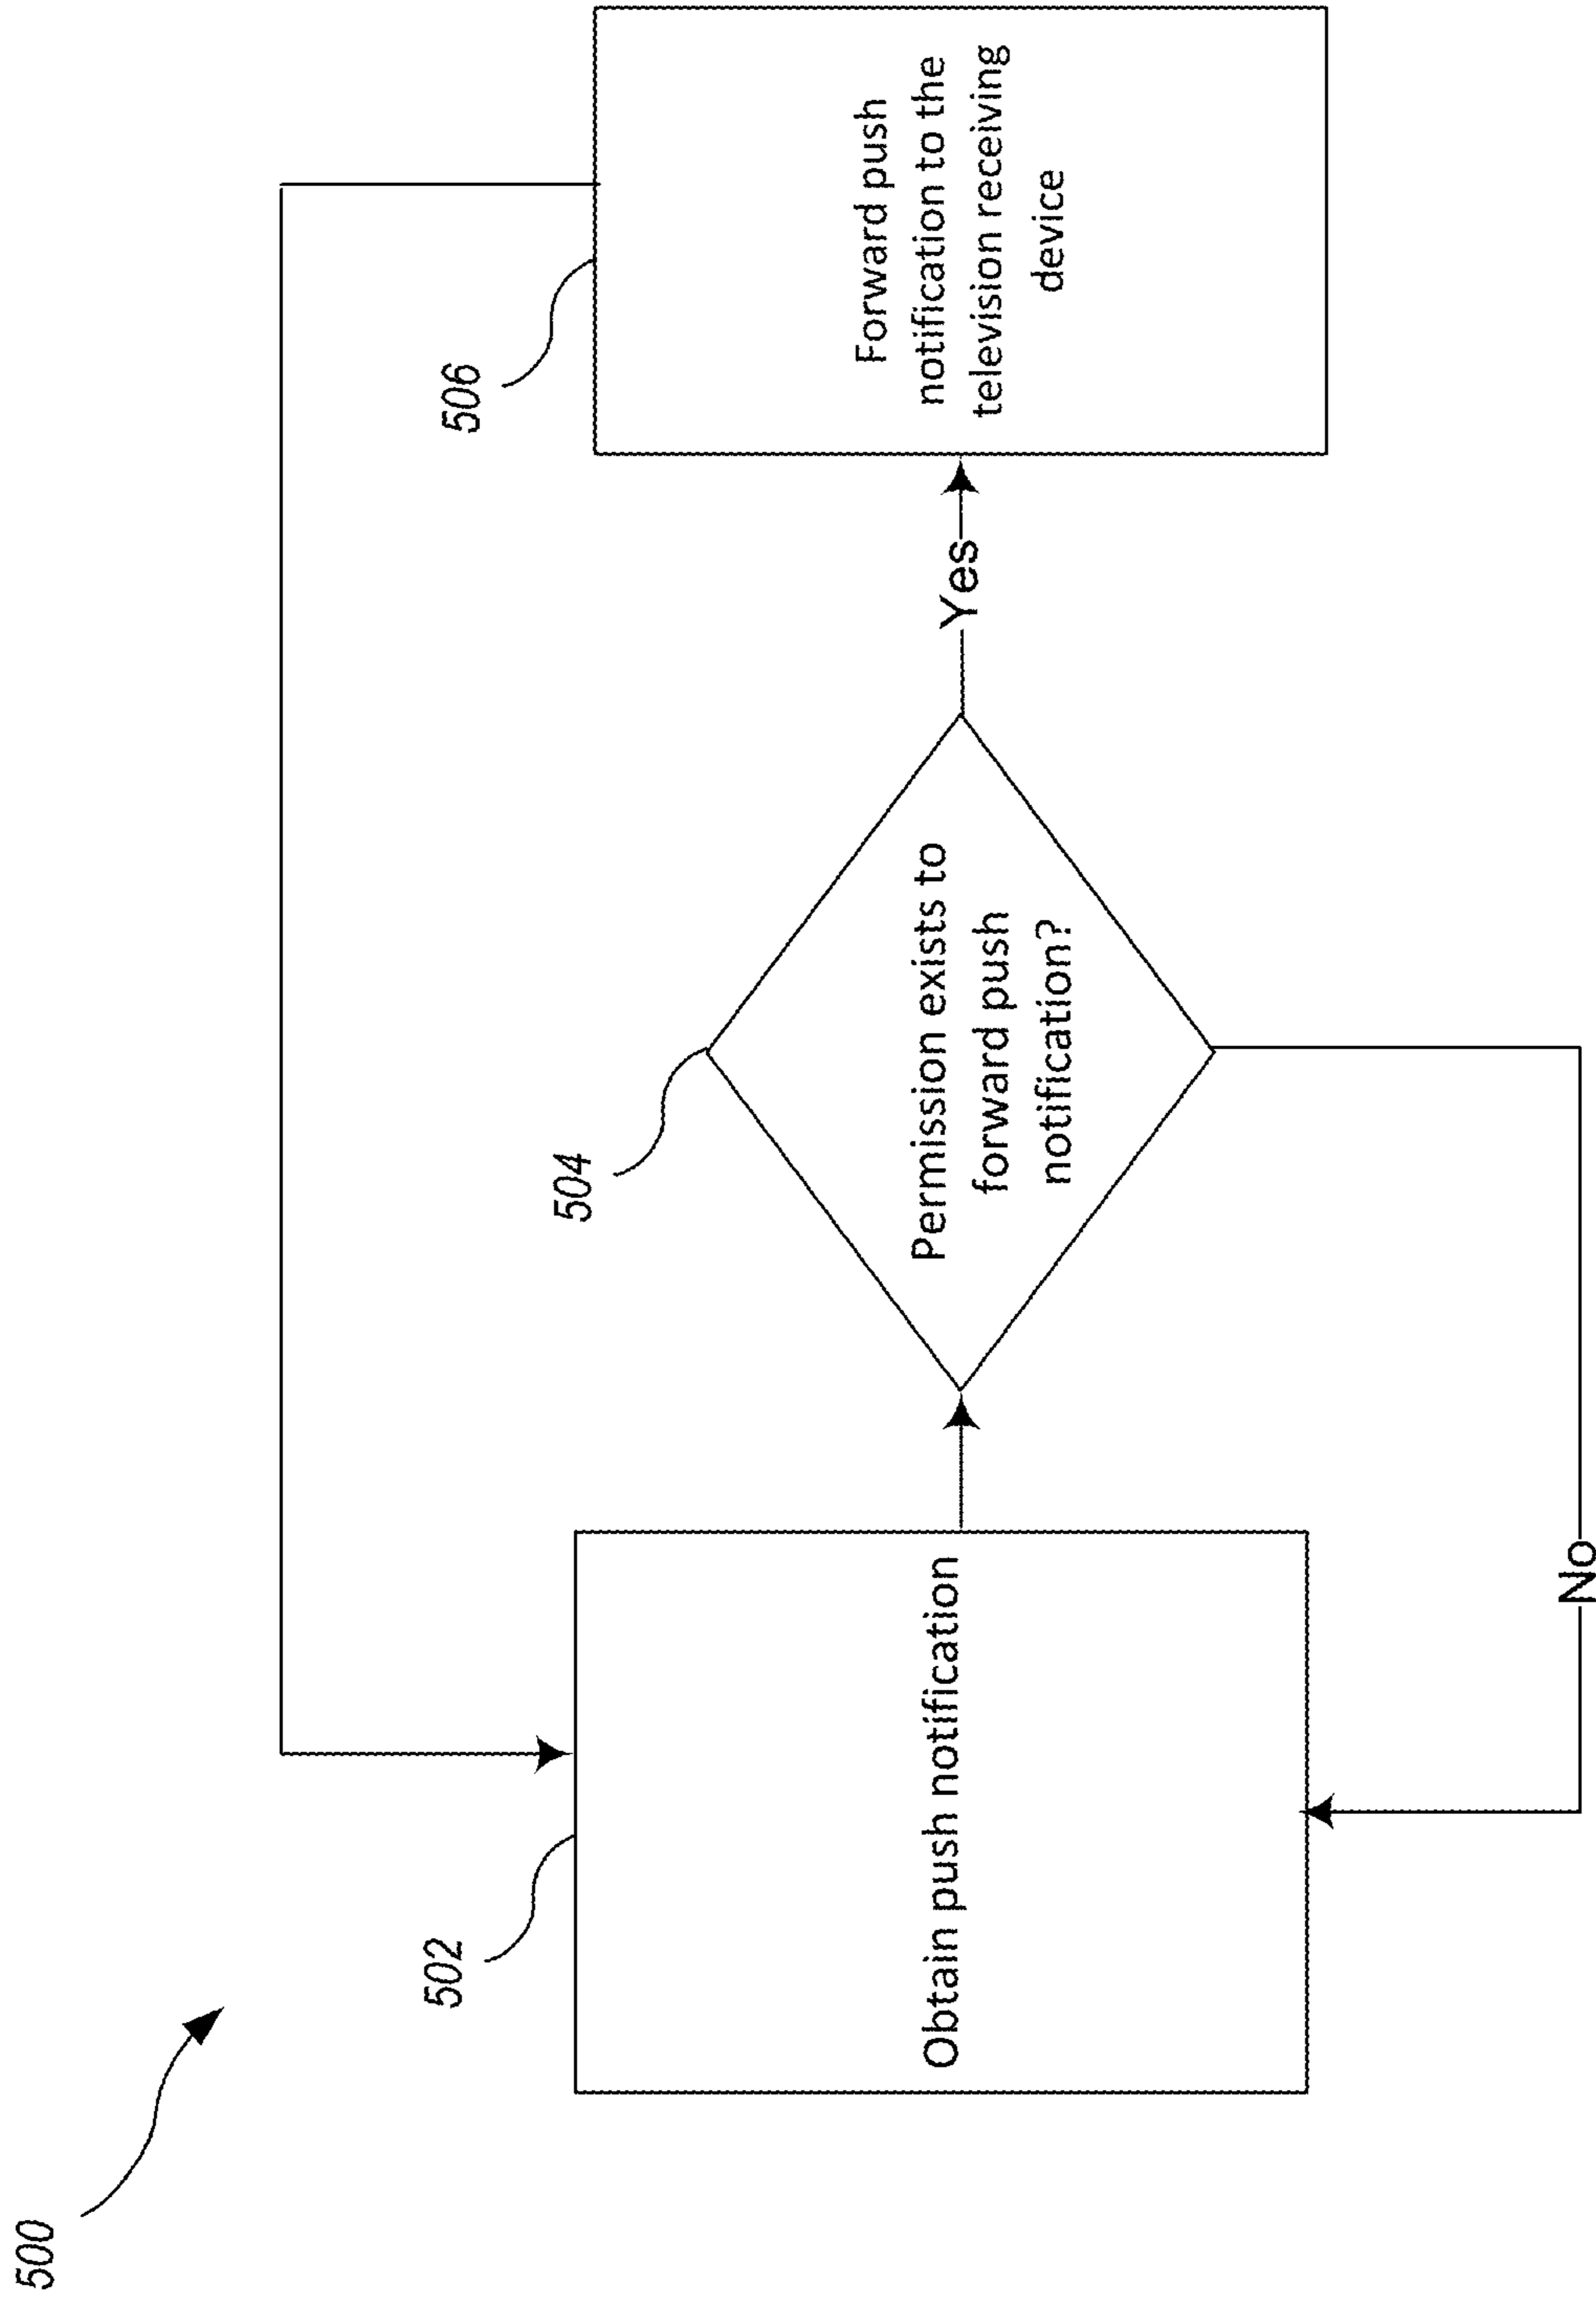 500
502
Obtain push notification
504
Permission exists to
forward push
notification?
Yes
No
506
Forward push
notification to the
television receiving
device